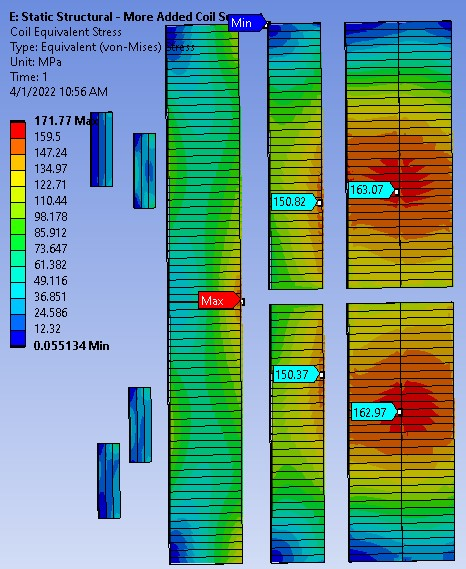 E: Static Structural - More Added Coil S
Coil Equivalent Stress
Type: Equivalent (von-Mises) Stress
Unit: MPa
Time: 1
4/1/2022 10:56 AM
Min
171.77 Max
159.5
147.24
134.97
122.71
110.44
98.178
85.912
73.647
61.382
49.116
36.851
24.586
12.32
0.055134 Min
163.07
150.82
Max
150.37
162.97